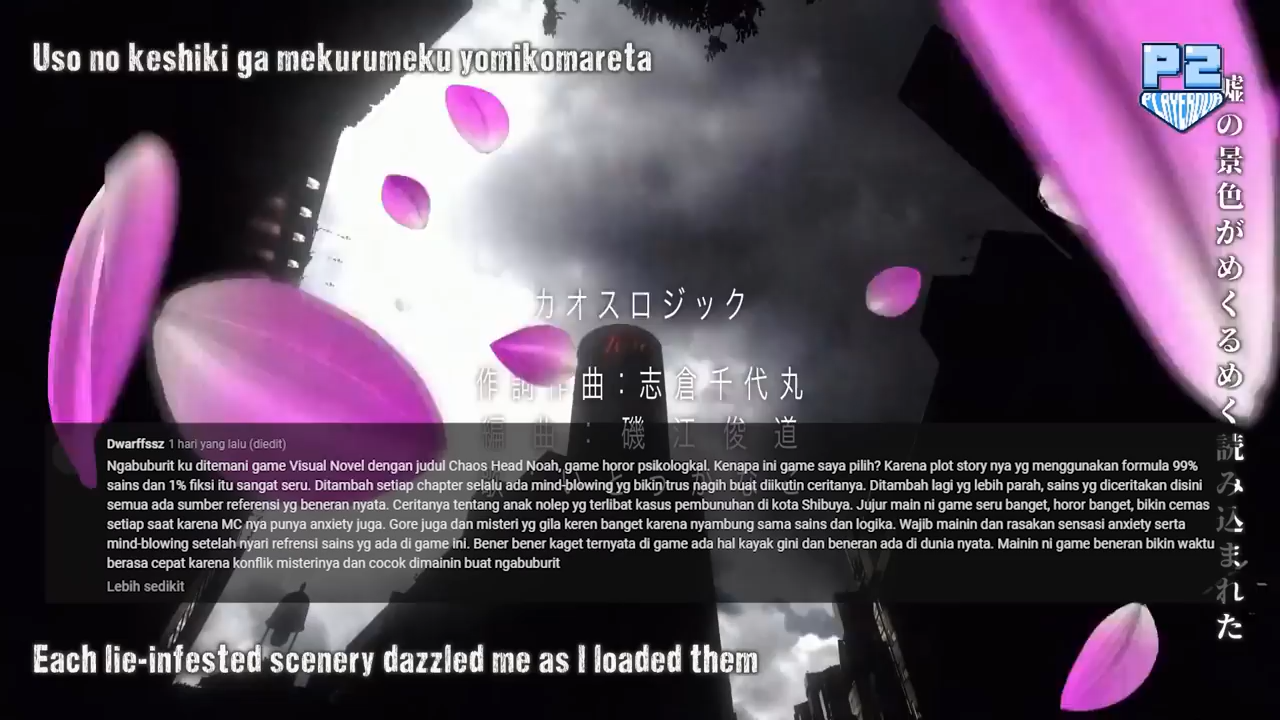 Uso no keshiki ga mekurumeku yomikomareta
P2
PLAYERDUA
嘘の景色がめくるめく読み込まれた
カオスロジック
作詞作曲：志倉千代丸
編曲：磯江俊道
Dwarffssz 1 hari yang lalu (diedit)
Ngabuburit ku ditemani game Visual Novel dengan judul Chaos Head Noah, game horor psikologkal. Kenapa ini game saya pilih? Karena plot story nya yg menggunakan formula 99%
sains dan 1% fiksi itu sangat seru. Ditambah setiap chapter selalu ada mind-blowing yg bikin trus nagih buat diikutin ceritanya. Ditambah lagi yg lebih parah, sains yg diceritakan disini
semua ada sumber referensi yg beneran nyata. Ceritanya tentang anak nolep yg terlibat kasus pembunuhan di kota Shibuya. Jujur main ni game seru banget, horor banget, bikin cemas
setiap saat karena MC nya punya anxiety juga. Gore juga dan misteri yg gila keren banget karena nyambung sama sains dan logika. Wajib mainin dan rasakan sensasi anxiety serta
mind-blowing setelah nyari refrensi sains yg ada di game ini. Bener bener kaget ternyata di game ada hal kayak gini dan beneran ada di dunia nyata. Mainin ni game beneran bikin waktu
berasa cepat karena konflik misterinya dan cocok dimainin buat ngabuburit
Lebih sedikit
Each lie-infested scenery dazzled me as I loaded them